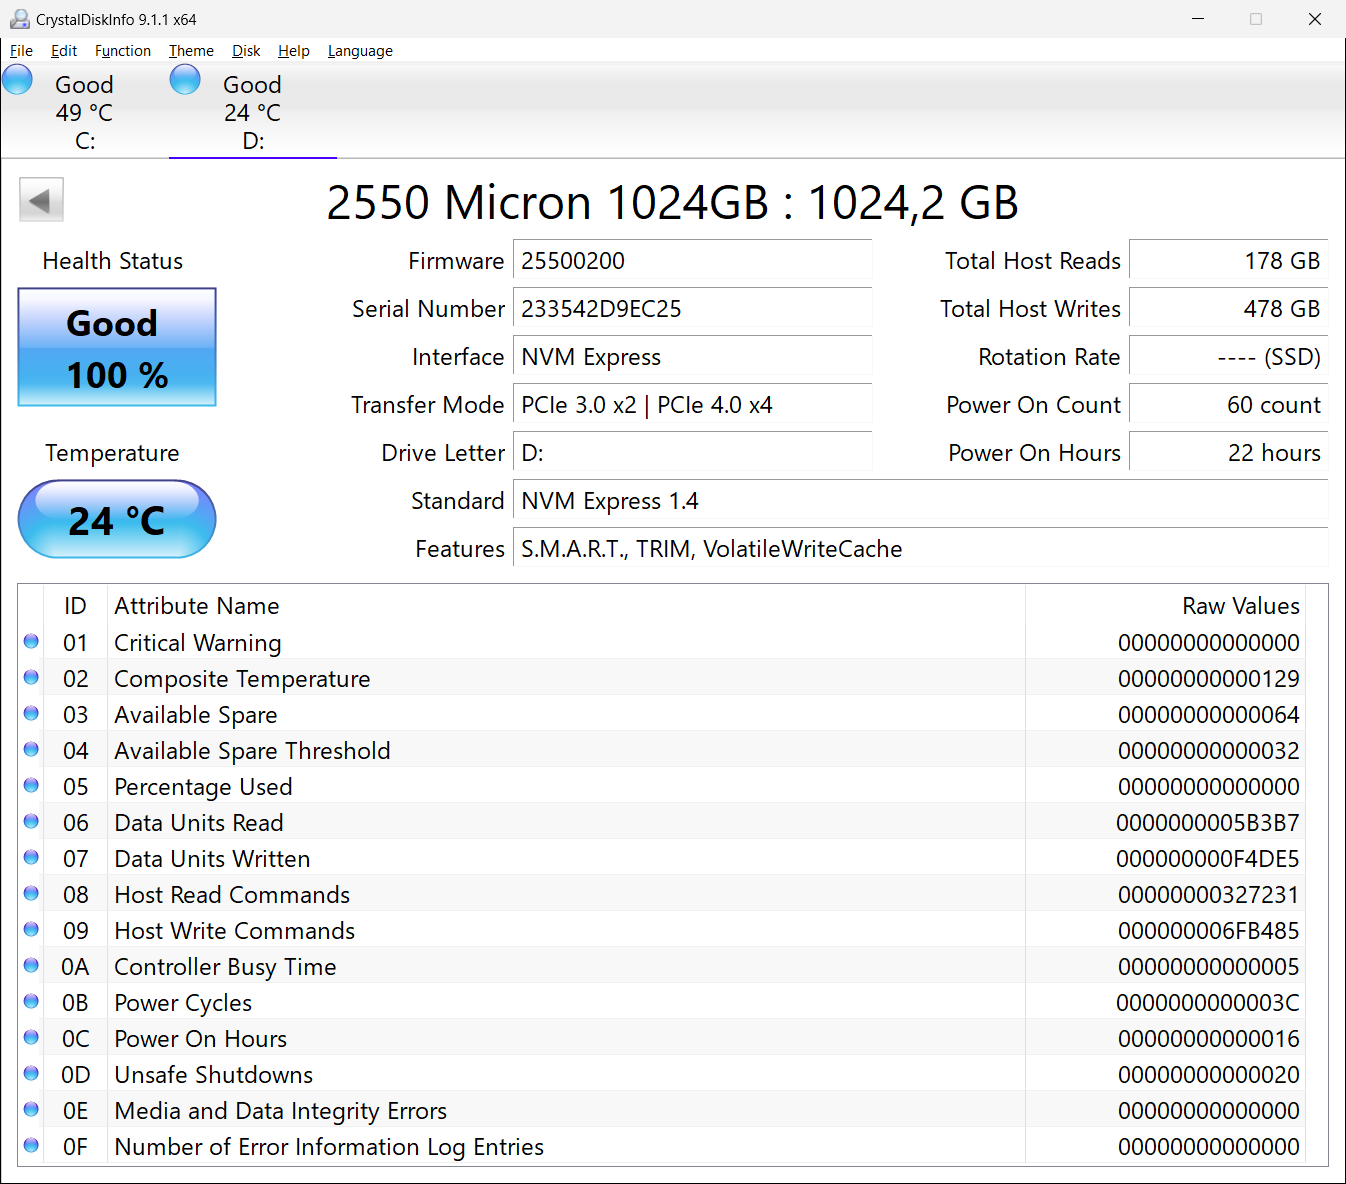 CrystalDiskInfo 9.1.1 x64
File Edit Function Theme Disk Help Language
Good Good
49 °C 24 °C
C: D:
2550 Micron 1024GB : 1024,2 GB
Health Status Firmware 25500200 Total Host Reads 178 GB
Good Serial Number 233542D9EC25 Total Host Writes 478 GB
100 % Interface NVM Express Rotation Rate ---- (SSD)
Transfer Mode PCIe 3.0 x2 | PCIe 4.0 x4 Power On Count 60 count
Temperature Drive Letter D: Power On Hours 22 hours
24 °C Standard NVM Express 1.4
Features S.M.A.R.T., TRIM, VolatileWriteCache
ID Attribute Name Raw Values
01 Critical Warning 00000000000000
02 Composite Temperature 00000000000129
03 Available Spare 00000000000064
04 Available Spare Threshold 00000000000032
05 Percentage Used 00000000000000
06 Data Units Read 0000000005B3B7
07 Data Units Written 000000000F4DE5
08 Host Read Commands 00000000327231
09 Host Write Commands 000000006FB485
0A Controller Busy Time 00000000000005
0B Power Cycles 0000000000003C
0C Power On Hours 00000000000016
0D Unsafe Shutdowns 00000000000020
0E Media and Data Integrity Errors 00000000000000
0F Number of Error Information Log Entries 00000000000000